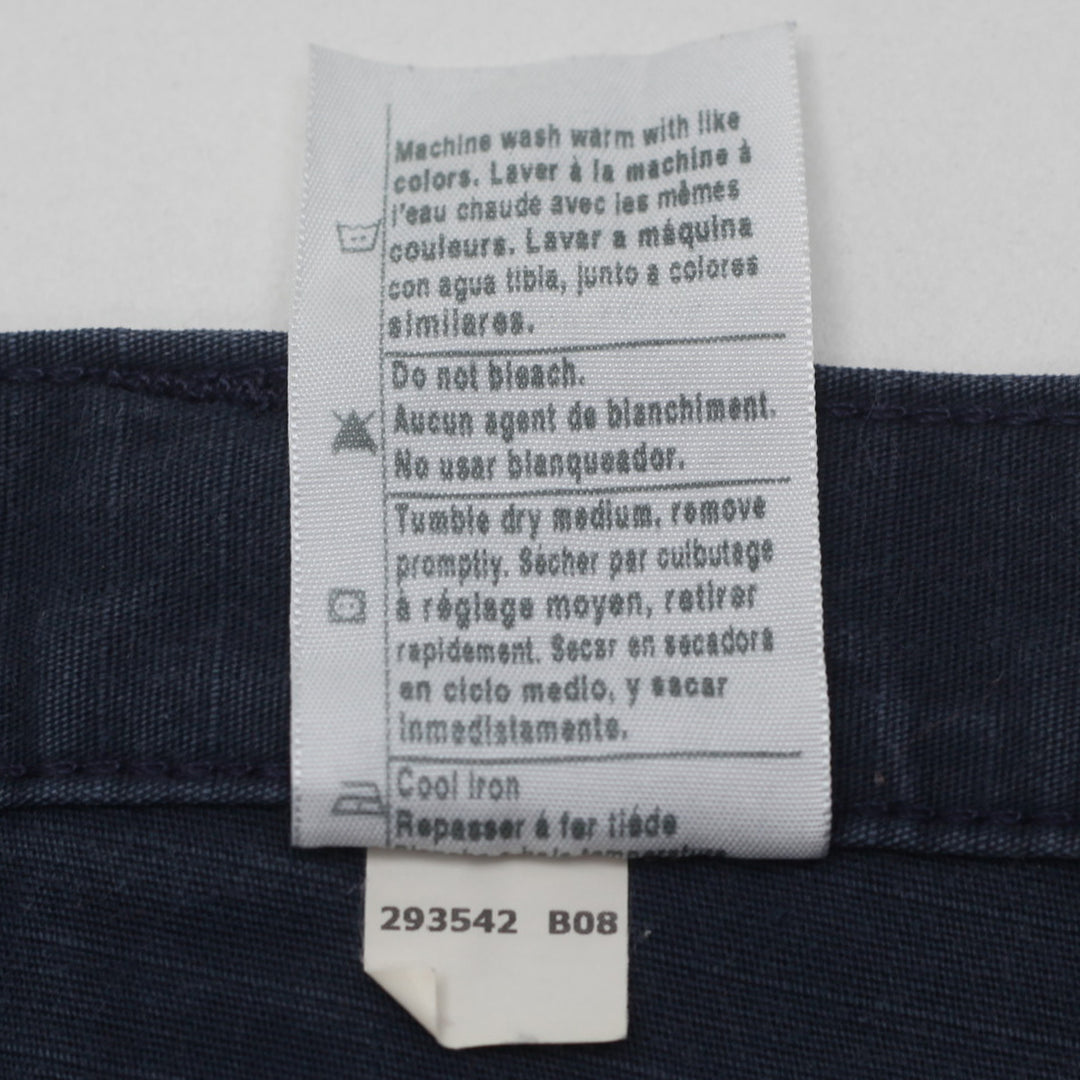 Machine wash warm with like
colors. Laver à la machine à
l'eau chaude avec les mêmes
couleurs. Lavar a máquina
con agua tibia, junto a colores
similares.
Do not bleach.
Aucun agent de blanchiment.
No usar blanqueador.
Tumble dry medium, remove
promptly. Sécher par culbutage
à réglage moyen, retirer
rapidement. Secar en secadora
en ciclo medio, y sacar
inmediatamente.
Cool Iron
Repasser à fer tiéde
293542 B08